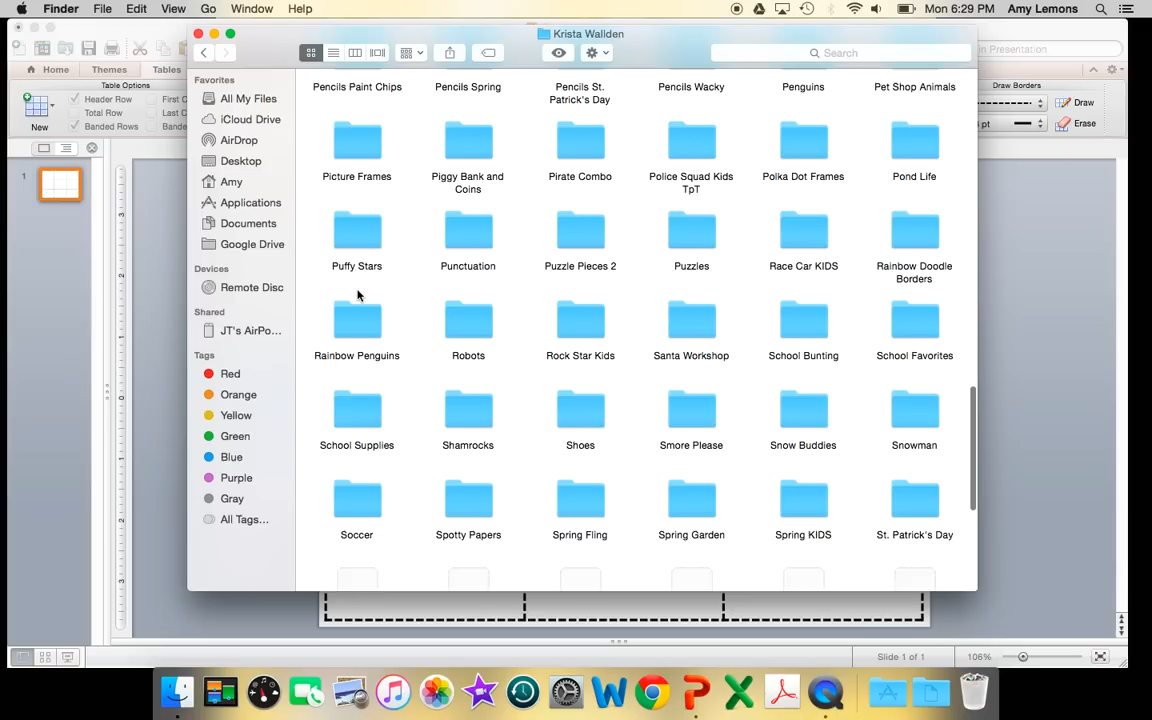 Finder File Edit View Go Window Help Mon 6:29 PM Amy Lemons
Krista Wallden
Search
in Presentation
Home Themes Tables
Table Options
Draw Borders
New
Header Row
Total Row
Banded Rows
First C
Last C
Draw
Erase
pt
Favorites
All My Files
iCloud Drive
AirDrop
Desktop
Amy
Applications
Documents
Google Drive
Devices
Remote Disc
Shared
JT's AirPo...
Tags
Red
Orange
Yellow
Green
Blue
Purple
Gray
All Tags...
Pencils Paint Chips Pencils Spring Pencils St. Patrick's Day Pencils Wacky Penguins Pet Shop Animals
Picture Frames Piggy Bank and Coins Pirate Combo Police Squad Kids TpT Polka Dot Frames Pond Life
Puffy Stars Punctuation Puzzle Pieces 2 Puzzles Race Car KIDS Rainbow Doodle Borders
Rainbow Penguins Robots Rock Star Kids Santa Workshop School Bunting School Favorites
School Supplies Shamrocks Shoes Smore Please Snow Buddies Snowman
Soccer Spotty Papers Spring Fling Spring Garden Spring KIDS St. Patrick's Day
1
Slide 1 of 1 106%